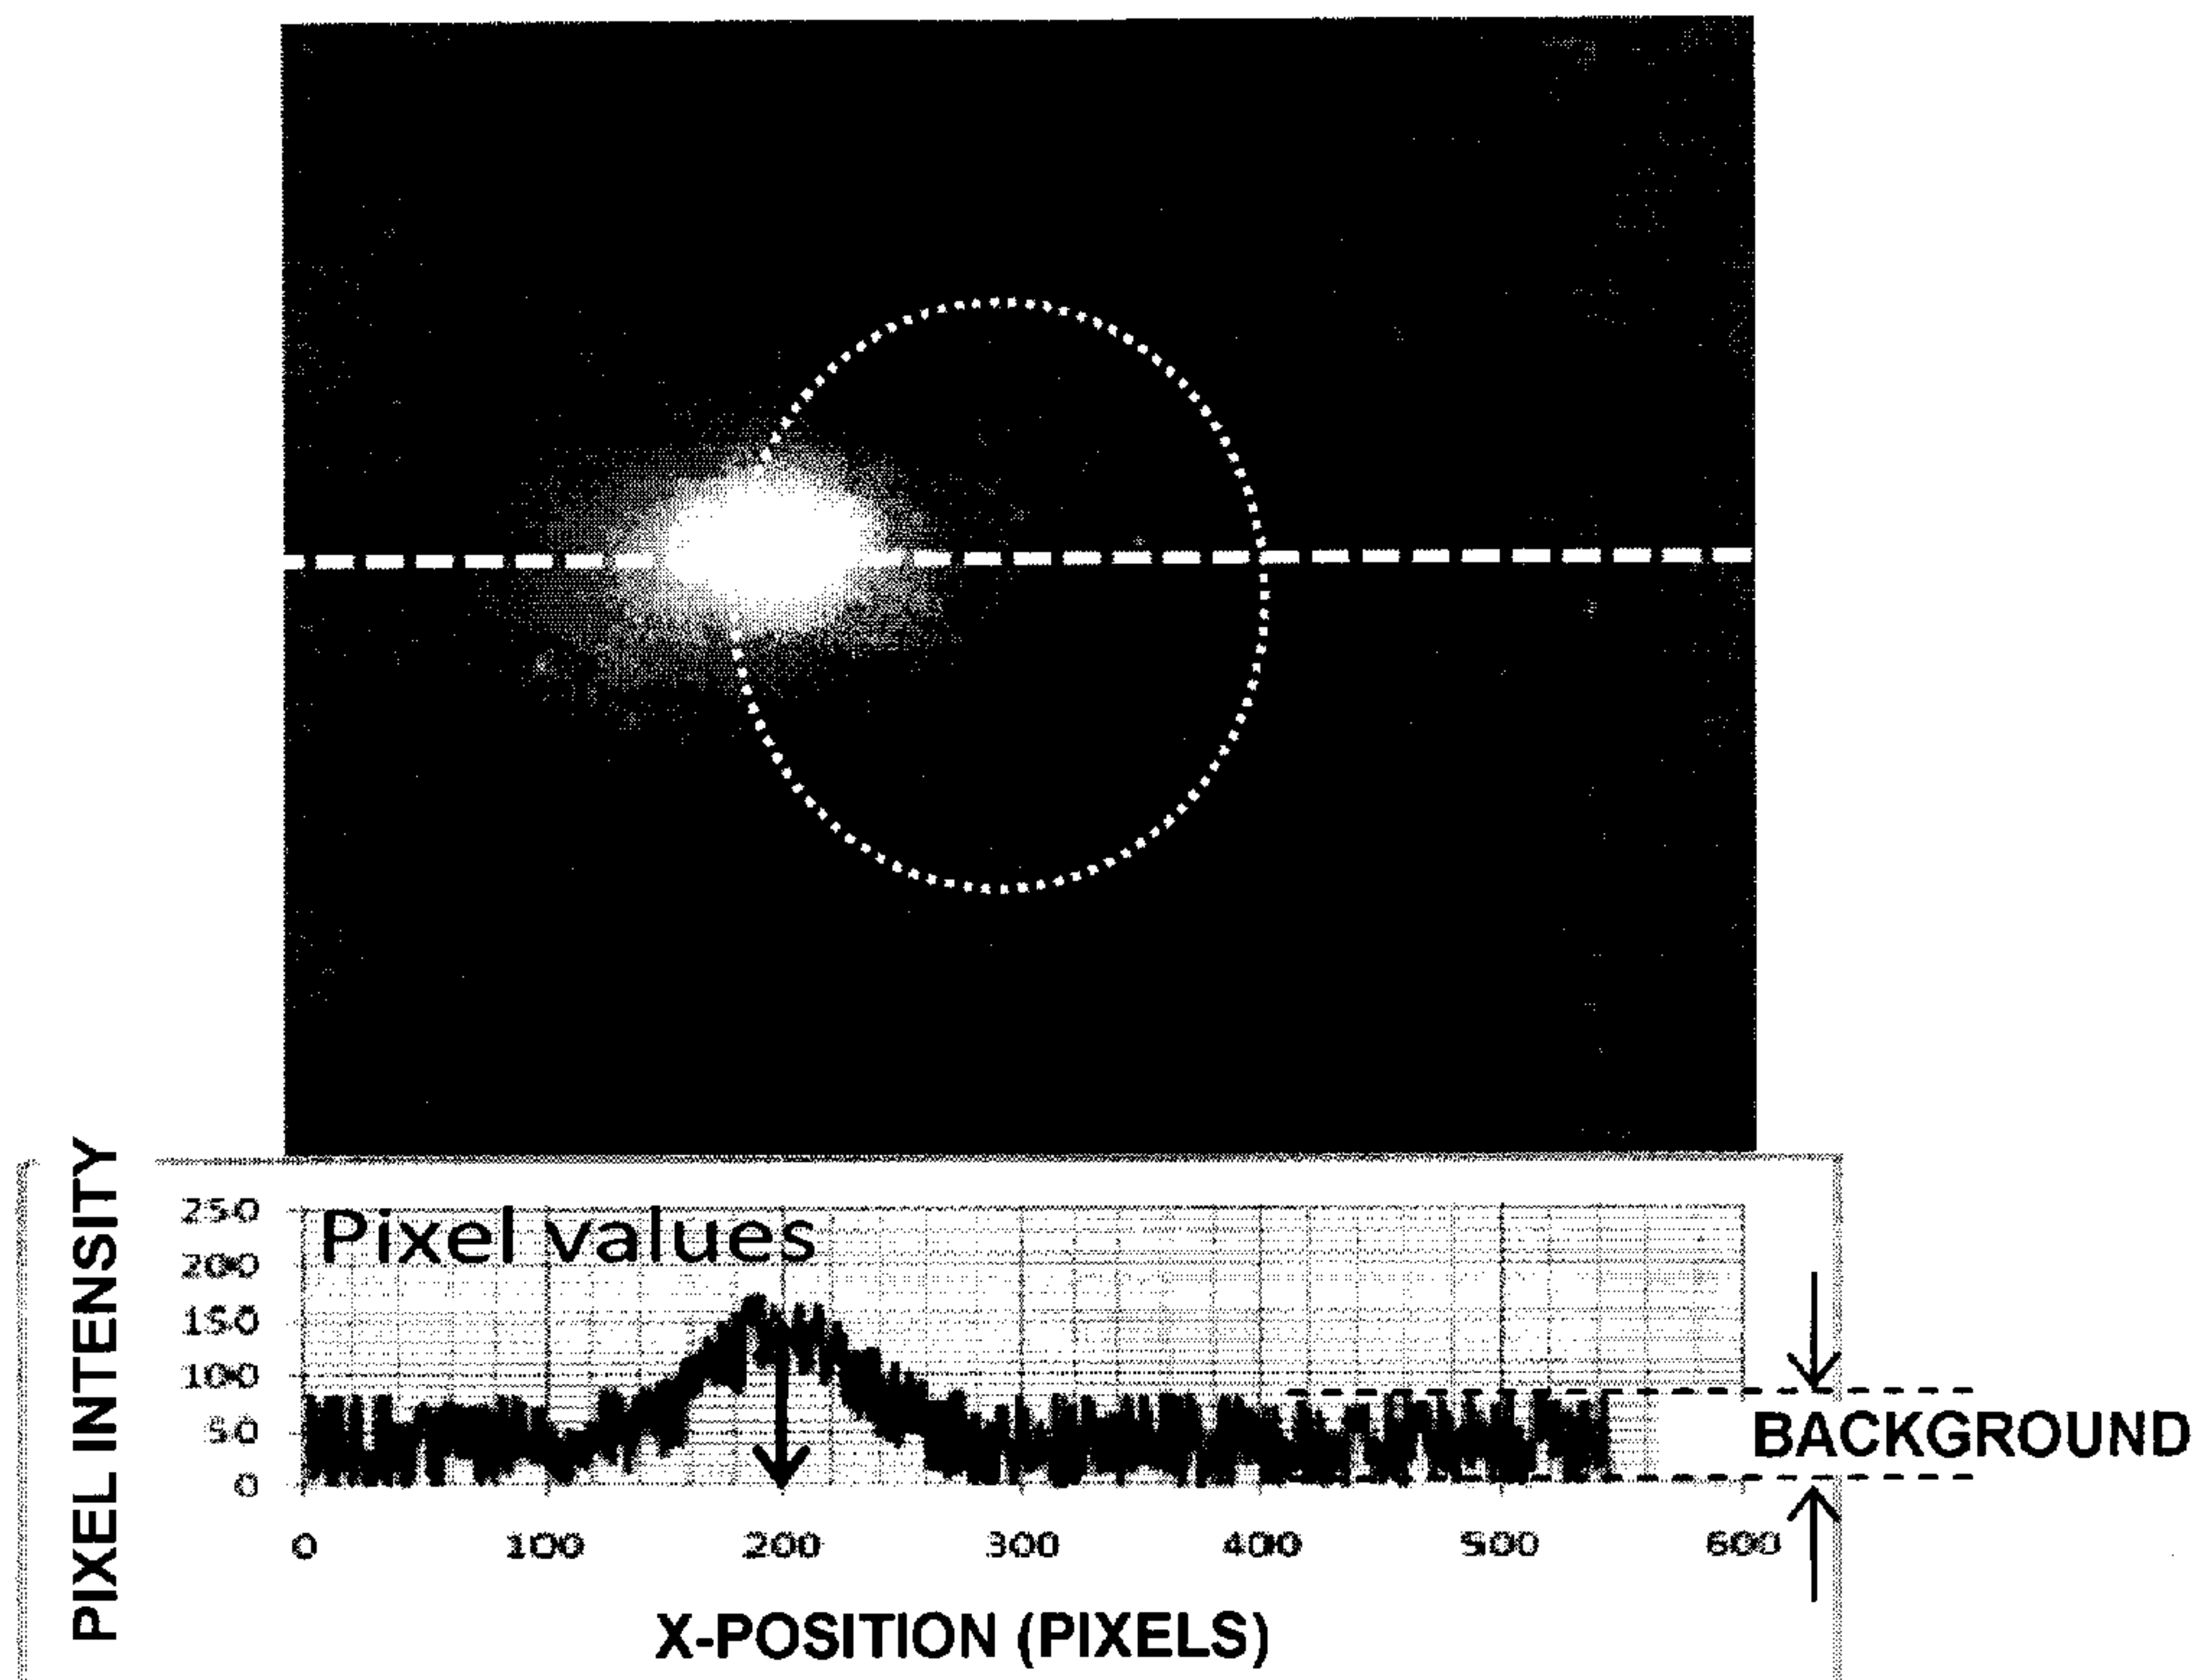 PIXEL INTENSITY
Pixel values
250
200
150
100
50
0
BACKGROUND
0 100 200 300 400 500 600
X-POSITION (PIXELS)